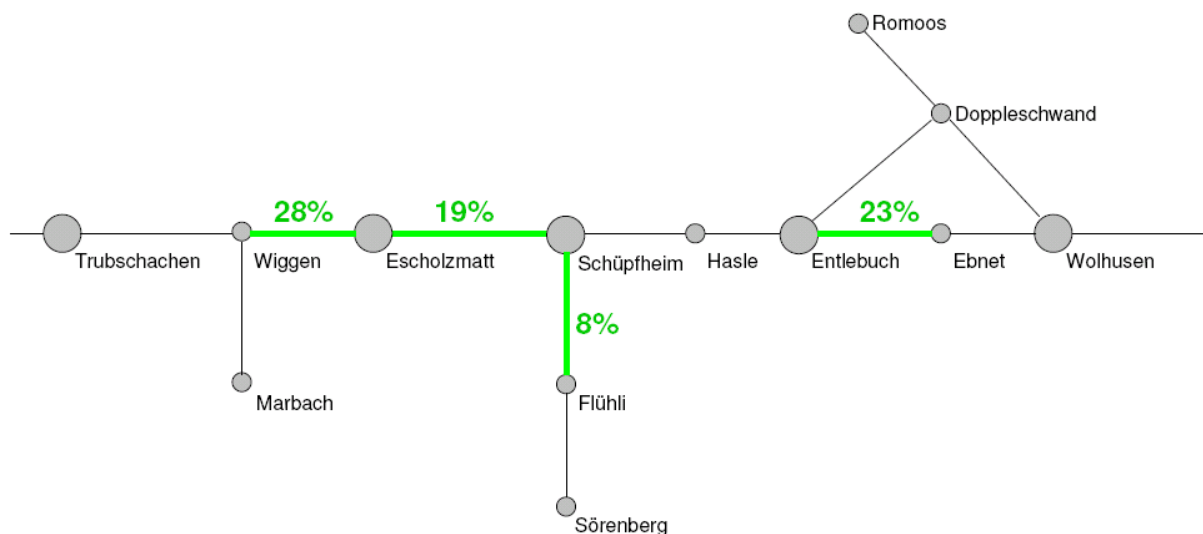 Romoos
Doppleschwand
28%
19%
23%
Trubschachen
Wiggen
Escholzmatt
Schüpfheim
Hasle
Entlebuch
Ebnet
Wolhusen
8%
Marbach
Flühli
Sörenberg